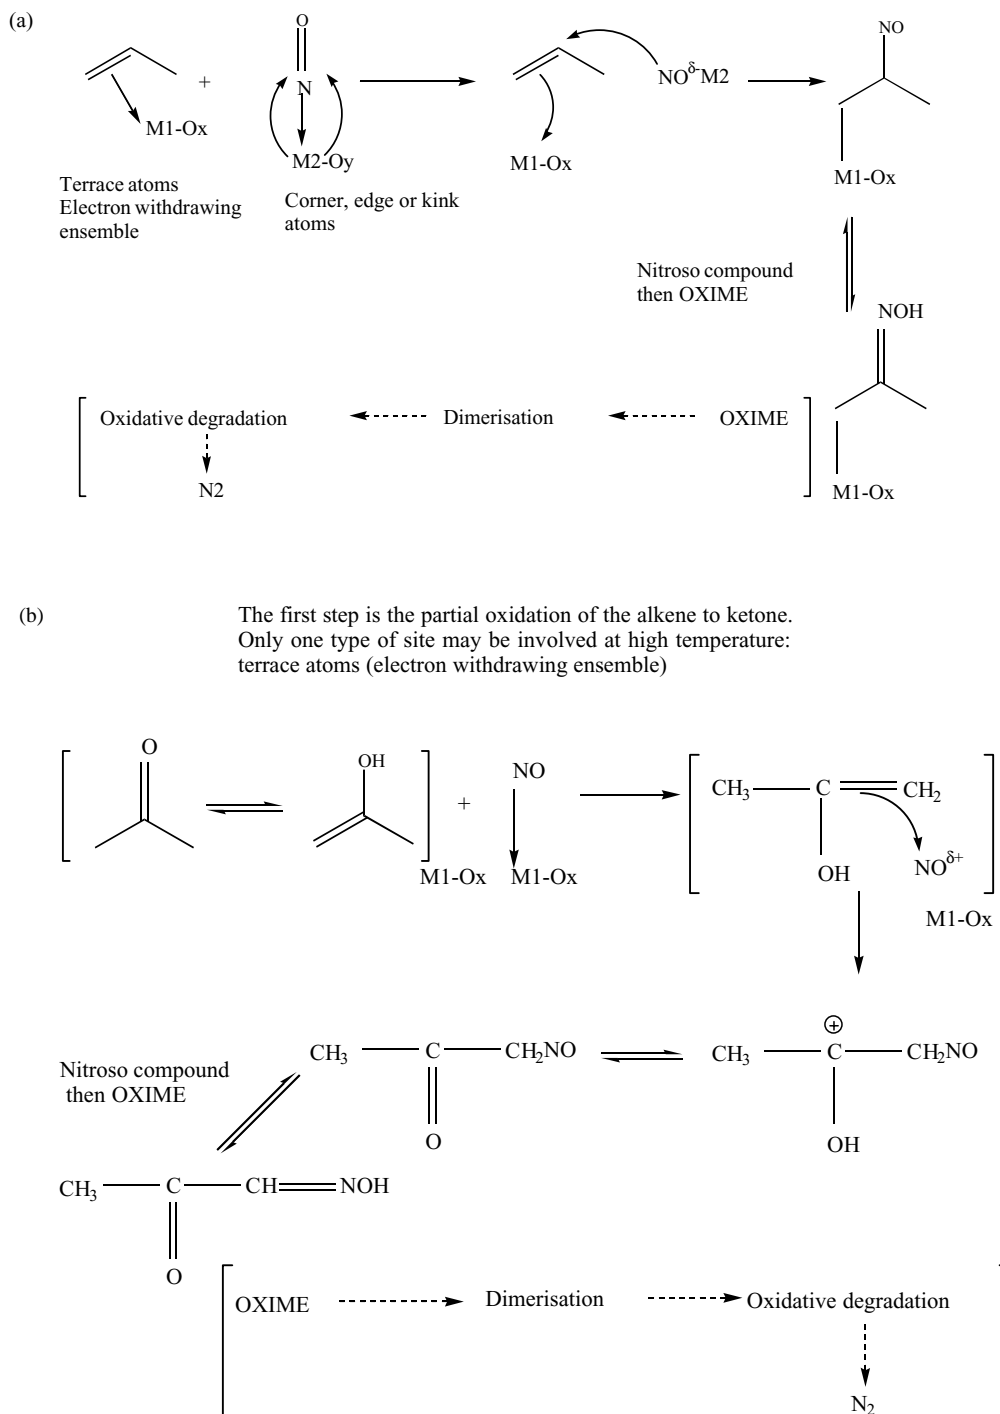 (a)
O
N
+
M1-Ox
M2-Oy
Terrace atoms
Electron withdrawing
ensemble
Corner, edge or kink
atoms
NOδ-M2
M1-Ox
NO
M1-Ox
Nitroso compound
then OXIME
NOH
M1-Ox
OXIME
Dimerisation
Oxidative degradation
N2
(b)
The first step is the partial oxidation of the alkene to ketone.
Only one type of site may be involved at high temperature:
terrace atoms (electron withdrawing ensemble)
O
OH
M1-Ox
+
NO
M1-Ox
CH3 C CH2
OH
NOδ+
M1-Ox
+
CH3 C CH2NO
OH
CH3 C CH2NO
O
Nitroso compound
then OXIME
CH3 C CH NOH
O
OXIME
Dimerisation
Oxidative degradation
N2